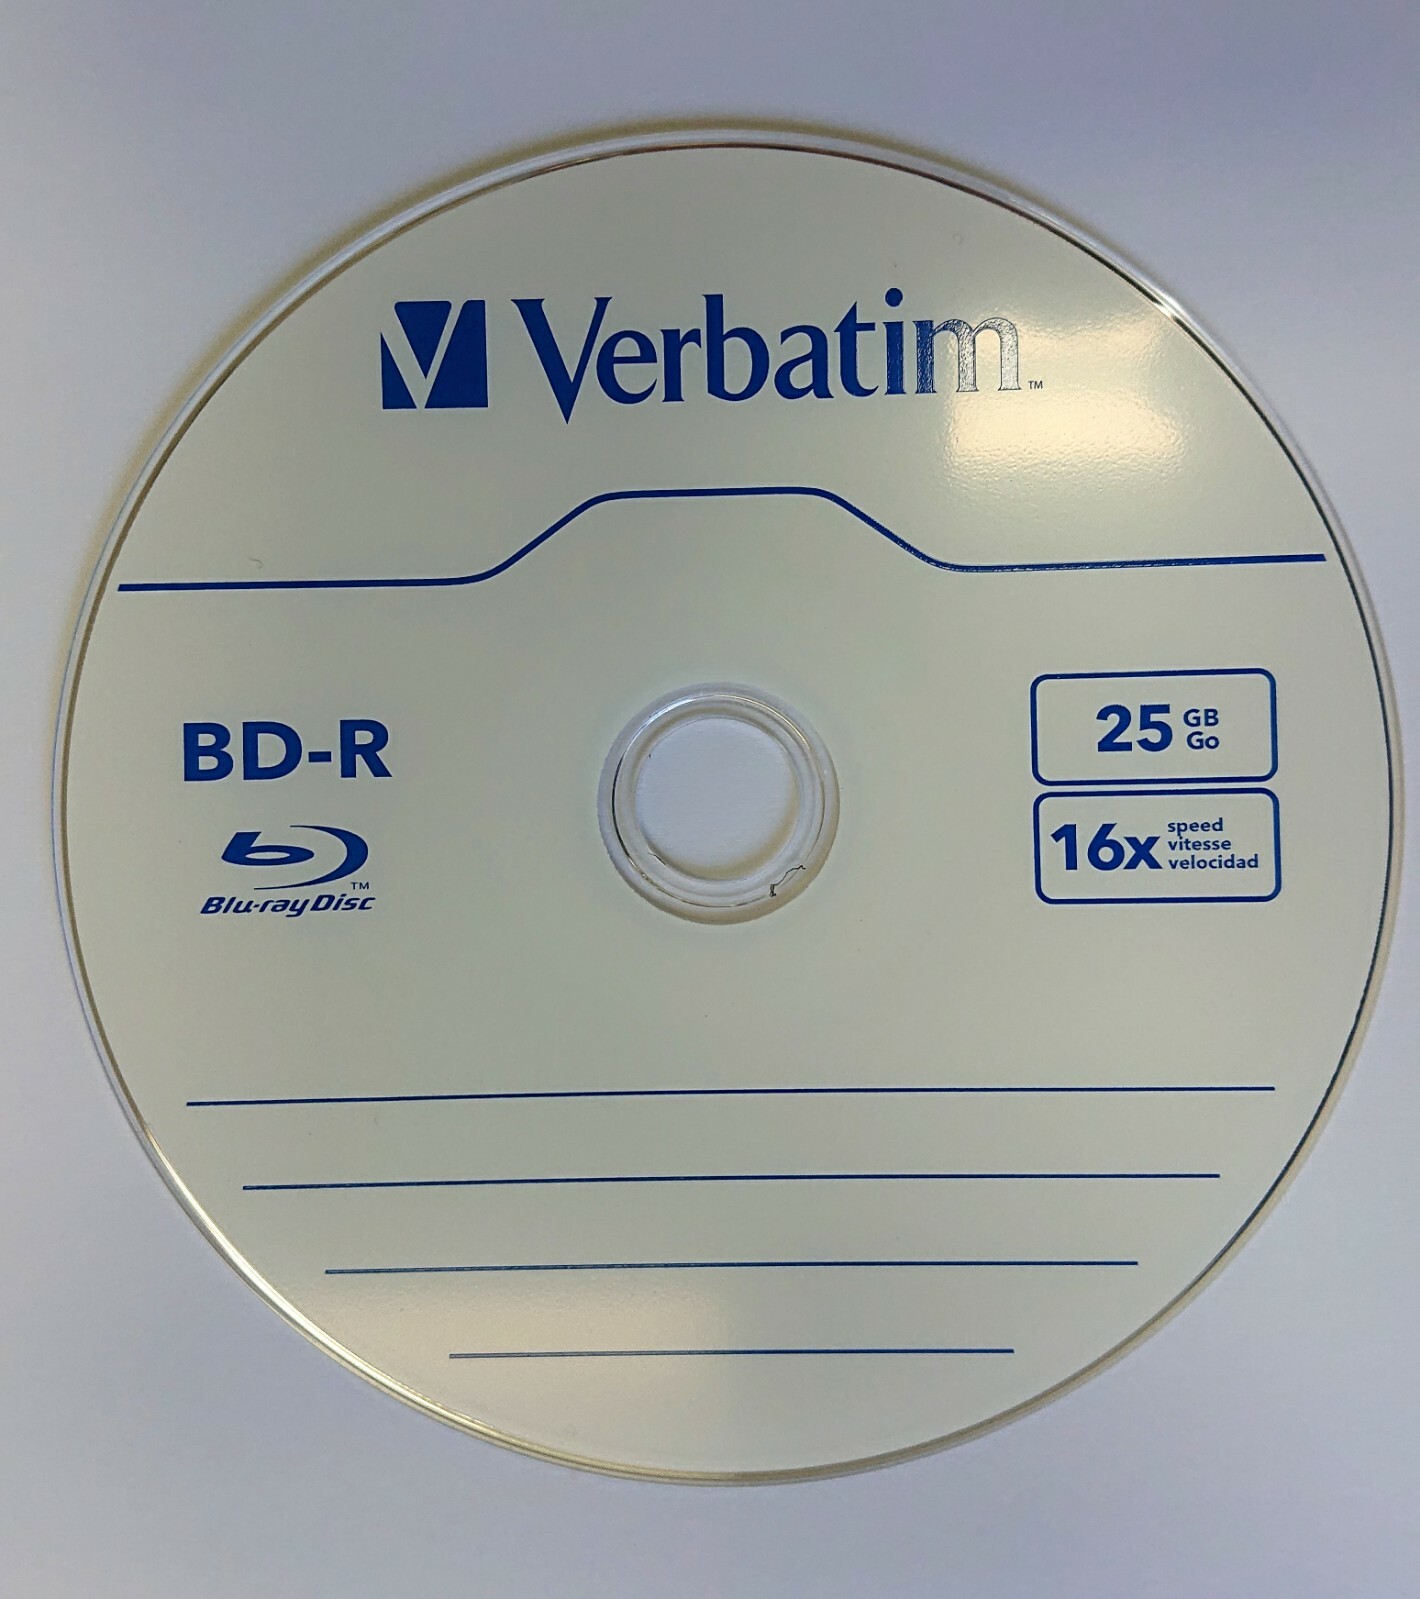 Verbatim™
BD-R
Blu-ray Disc™
25 GB
Go
16x speed
vitesse
velocidad